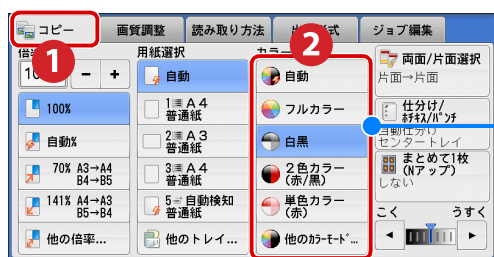 コピー
画質調整
読み取り方法
ジョブ編集
1
2
用紙選択
自動
1 A4
普通紙
2 A3
普通紙
3 A4
普通紙
5 自動検知
普通紙
他のトレイ...
100%
自動%
70% A3→A4
B4→B5
141% A4→A3
B5→B4
他の倍率...
- +
自動
フルカラー
白黒
2色カラー
(赤/黒)
単色カラー
(赤)
他のカラーモード...
両面/片面選択
片面→片面
仕分け/
ホチキス/パンチ
自動仕分け
センタートレイ
まとめて1枚
(Nアップ)
しない
こく うすく